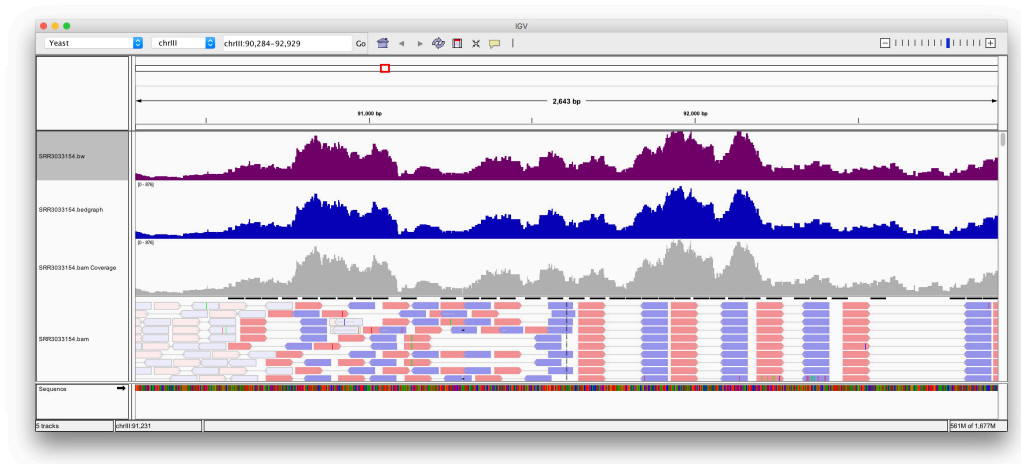 IGV
Yeast chrIII chrIII:90,284-92,929 Go
2,643 bp
91,000 bp 92,000 bp
SRR3033154.bw
[0 - 876]
SRR3033154.bedgraph
[0 - 876]
SRR3033154.bam Coverage
SRR3033154.bam
Sequence
5 tracks chrIII:91,231 561M of 1,677M